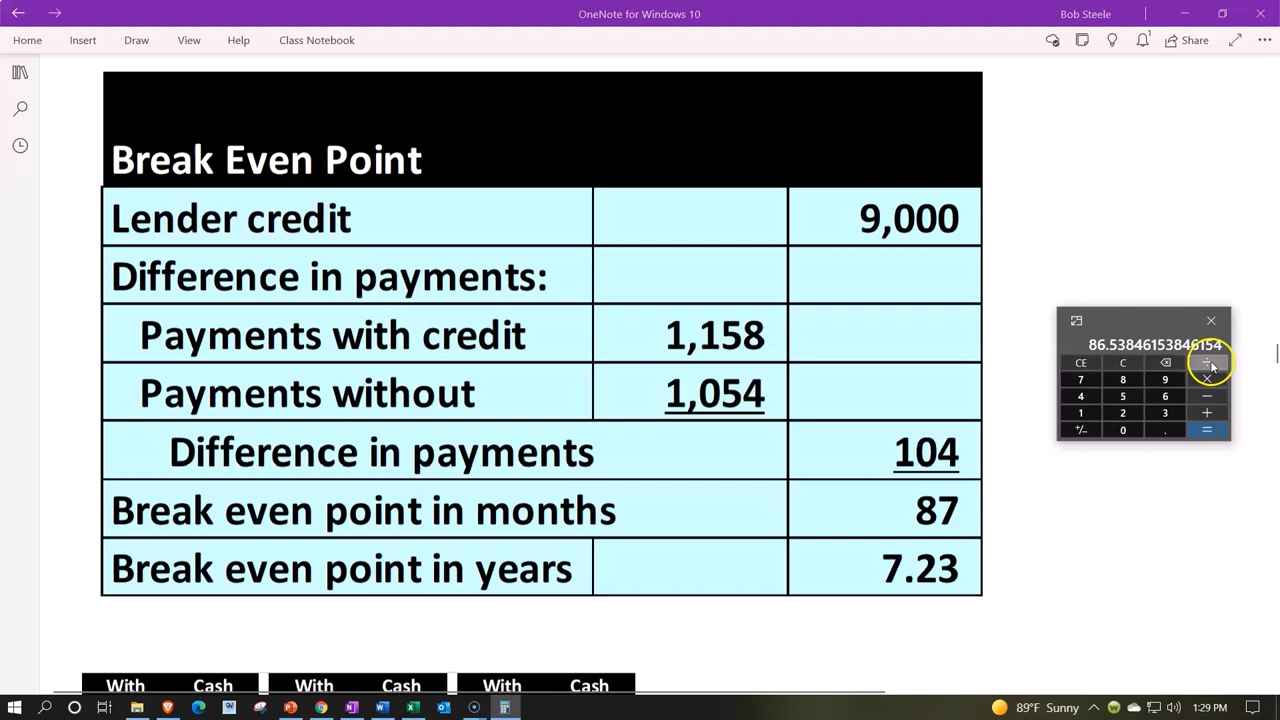 OneNote for Windows 10
Bob Steele
Home Insert Draw View Help Class Notebook
Share
Break Even Point
Lender credit 9,000
Difference in payments:
Payments with credit 1,158
Payments without 1,054
Difference in payments 104
Break even point in months 87
Break even point in years 7.23
86.53846153846154
CE C ÷
7 8 9 ×
4 5 6 −
1 2 3 +
+/− 0 . =
With Cash With Cash With Cash
89°F Sunny 1:29 PM